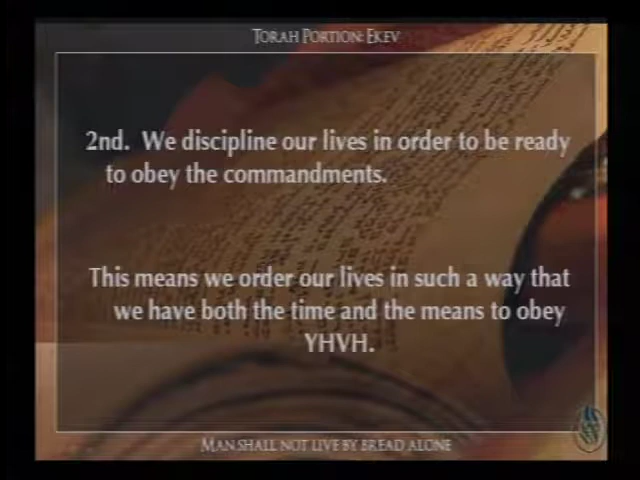 Torah Portion: Ekev
2nd. We discipline our lives in order to be ready
to obey the commandments.
This means we order our lives in such a way that
we have both the time and the means to obey
YHVH.
Man shall not live by bread alone